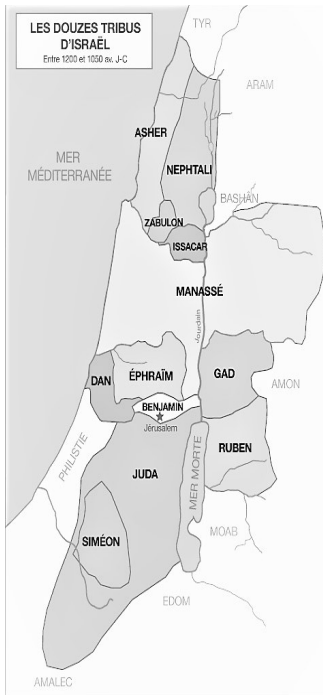 LES DOUZES TRIBUS
D'ISRAËL
Entre 1200 et 1050 av. J-C
TYR
ARAM
ASHER
MER
MÉDITERRANÉE
NEPHTALI
BASHÂN
ZABULON
ISSACAR
MANASSÉ
Jourdain
DAN
ÉPHRAÏM
GAD
AMON
BENJAMIN
Jérusalem
PHILISTIE
JUDA
MER MORTE
RUBEN
MOAB
SIMÉON
EDOM
AMALEC